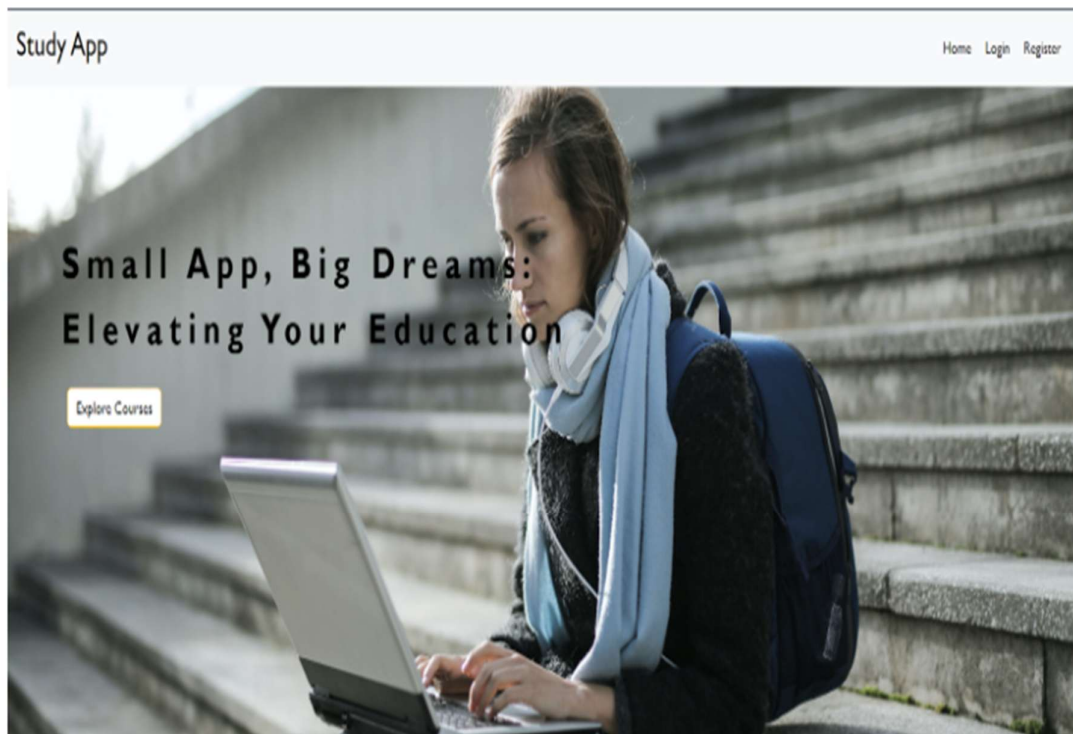 Study App
Home Login Register
Small App, Big Dreams:
Elevating Your Education
Explore Courses